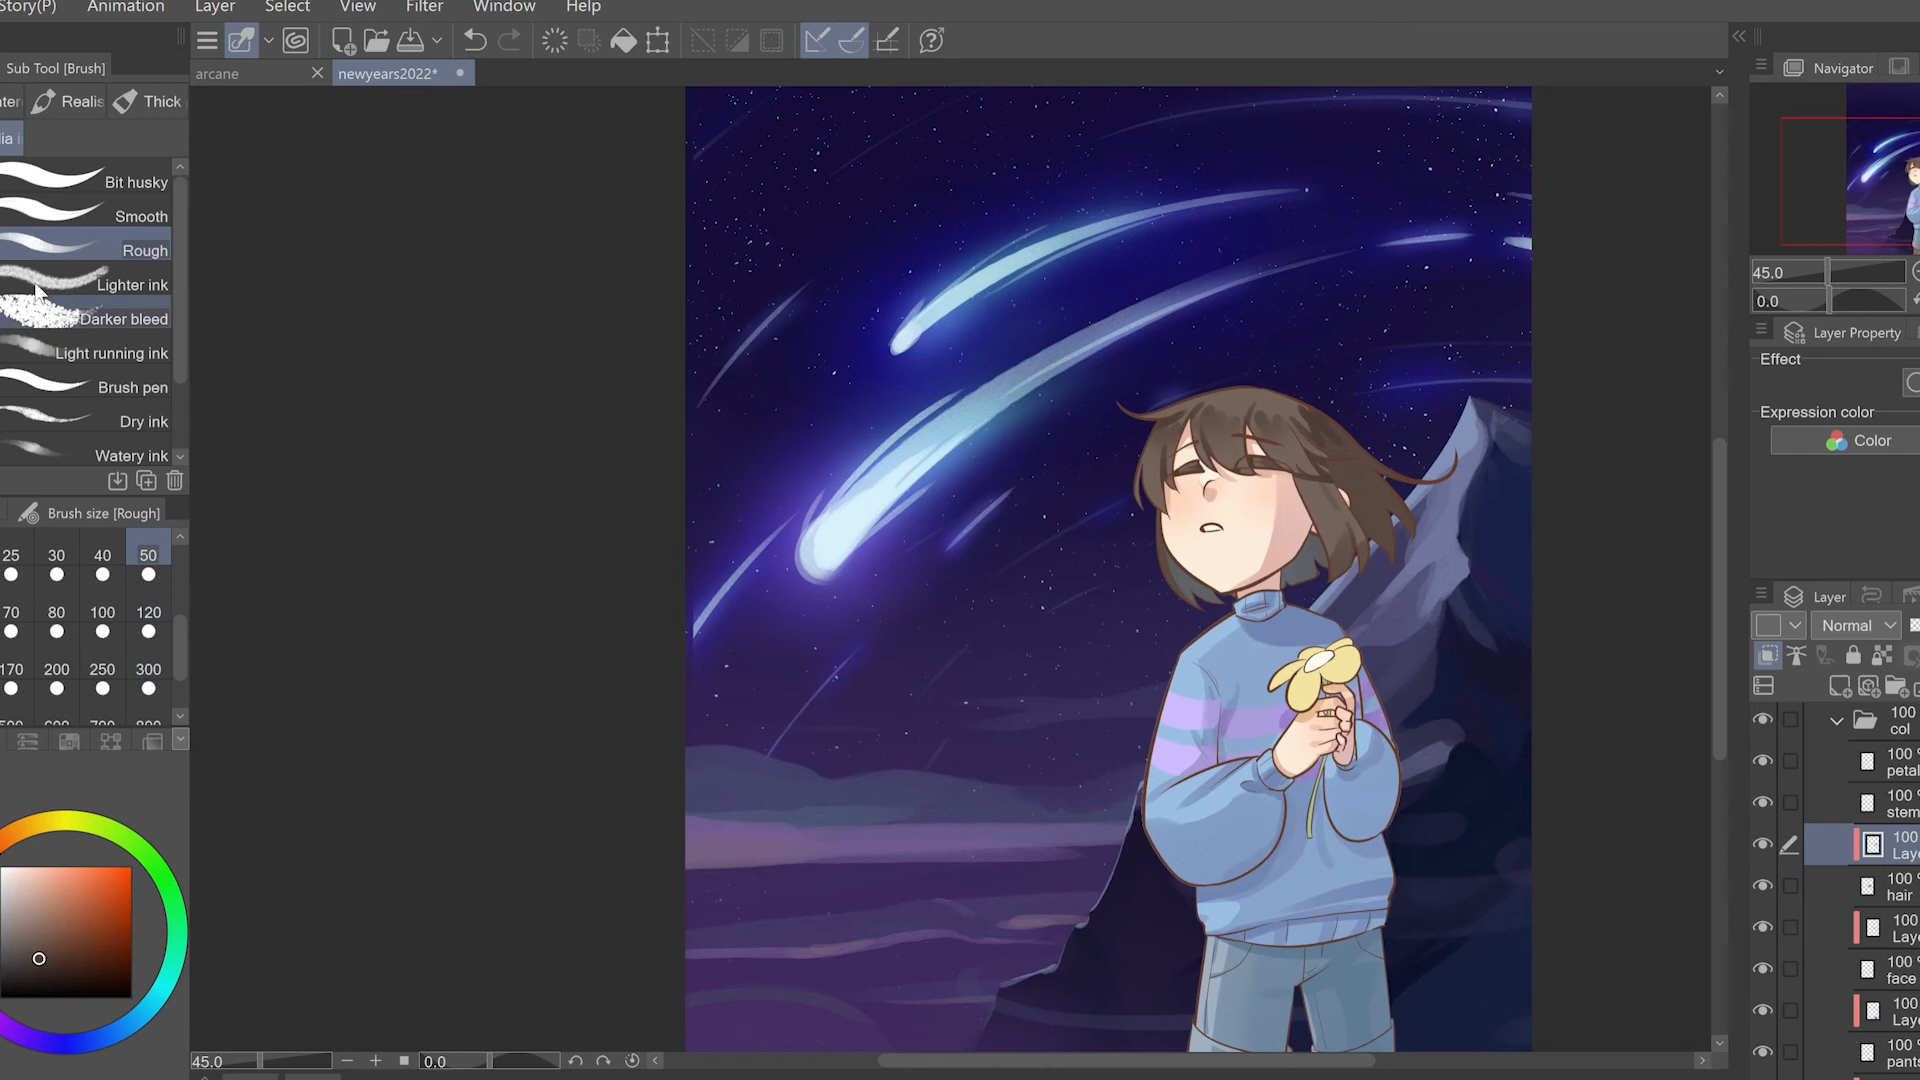 Story(P) Animation Layer Select View Filter Window Help
Sub Tool [Brush]
Realis Thick
arcane
newyears2022*
Navigator
Bit husky
Smooth
Rough
Lighter ink
Darker bleed
Light running ink
Brush pen
Dry ink
Watery ink
Brush size [Rough]
25 30 40 50
70 80 100 120
170 200 250 300
45.0
0.0
Layer Property
Effect
Expression color
Color
Layer
Normal
100
col
100 %
petal
100 %
stem
100
Laye
100 %
hair
100
Laye
100 %
face
100
Laye
100 %
pants
45.0 0.0